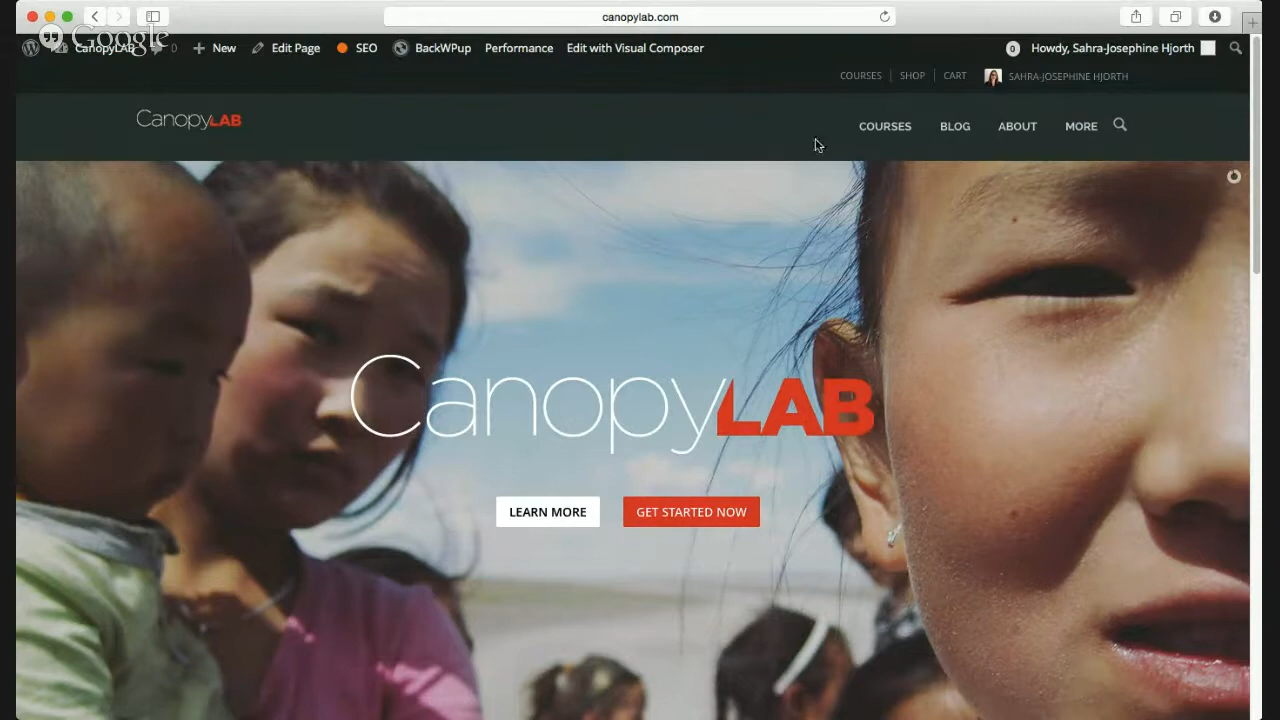 canopylab.com
Google
CanopyLAB 0 New Edit Page SEO BackWPup Performance Edit with Visual Composer 0 Howdy, Sahra-Josephine Hjorth
COURSES SHOP CART SAHRA-JOSEPHINE HJORTH
CanopyLAB COURSES BLOG ABOUT MORE
CanopyLAB
LEARN MORE GET STARTED NOW